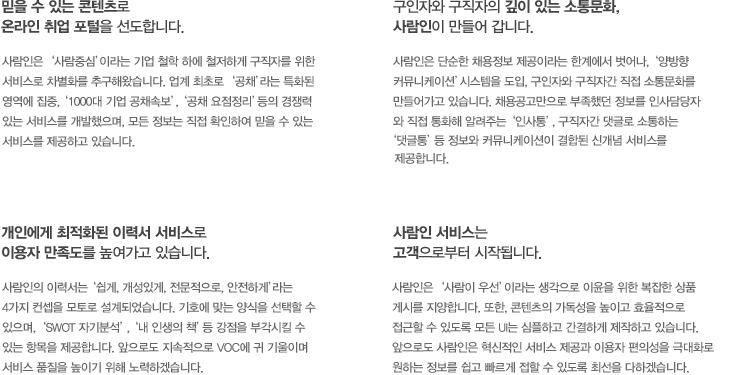 믿을 수 있는 콘텐츠로
온라인 취업 포털을 선도합니다.
사람인은 ‘사람중심’이라는 기업 철학 하에 철저하게 구직자를 위한
서비스로 차별화를 추구해왔습니다. 업계 최초로 ‘공채’라는 특화된
영역에 집중, ‘1000대 기업 공채속보’, ‘공채 요점정리’ 등의 경쟁력
있는 서비스를 개발했으며, 모든 정보는 직접 확인하여 믿을 수 있는
서비스를 제공하고 있습니다.
구인자와 구직자의 깊이 있는 소통문화,
사람인이 만들어 갑니다.
사람인은 단순한 채용정보 제공이라는 한계에서 벗어나, ‘양방향
커뮤니케이션’ 시스템을 도입, 구인자와 구직자간 직접 소통문화를
만들어가고 있습니다. 채용공고만으로 부족했던 정보를 인사담당자
와 직접 통화해 알려주는 ‘인사통’, 구직자간 댓글로 소통하는
‘댓글통’ 등 정보와 커뮤니케이션이 결합된 신개념 서비스를
제공합니다.
개인에게 최적화된 이력서 서비스로
이용자 만족도를 높여가고 있습니다.
사람인의 이력서는 ‘쉽게, 개성있게, 전문적으로, 안전하게’라는
4가지 컨셉을 모토로 설계되었습니다. 기호에 맞는 양식을 선택할 수
있으며, ‘SWOT 자기분석’, ‘내 인생의 책’ 등 강점을 부각시킬 수
있는 항목을 제공합니다. 앞으로도 지속적으로 VOC에 귀 기울이며
서비스 품질을 높이기 위해 노력하겠습니다.
사람인 서비스는
고객으로부터 시작됩니다.
사람인은 ‘사람이 우선’이라는 생각으로 이윤을 위한 복잡한 상품
게시를 지양합니다. 또한, 콘텐츠의 가독성을 높이고 효율적으로
접근할 수 있도록 모든 UI는 심플하고 간결하게 제작하고 있습니다.
앞으로도 사람인은 혁신적인 서비스 제공과 이용자 편의성을 극대화로
원하는 정보를 쉽고 빠르게 접할 수 있도록 최선을 다하겠습니다.